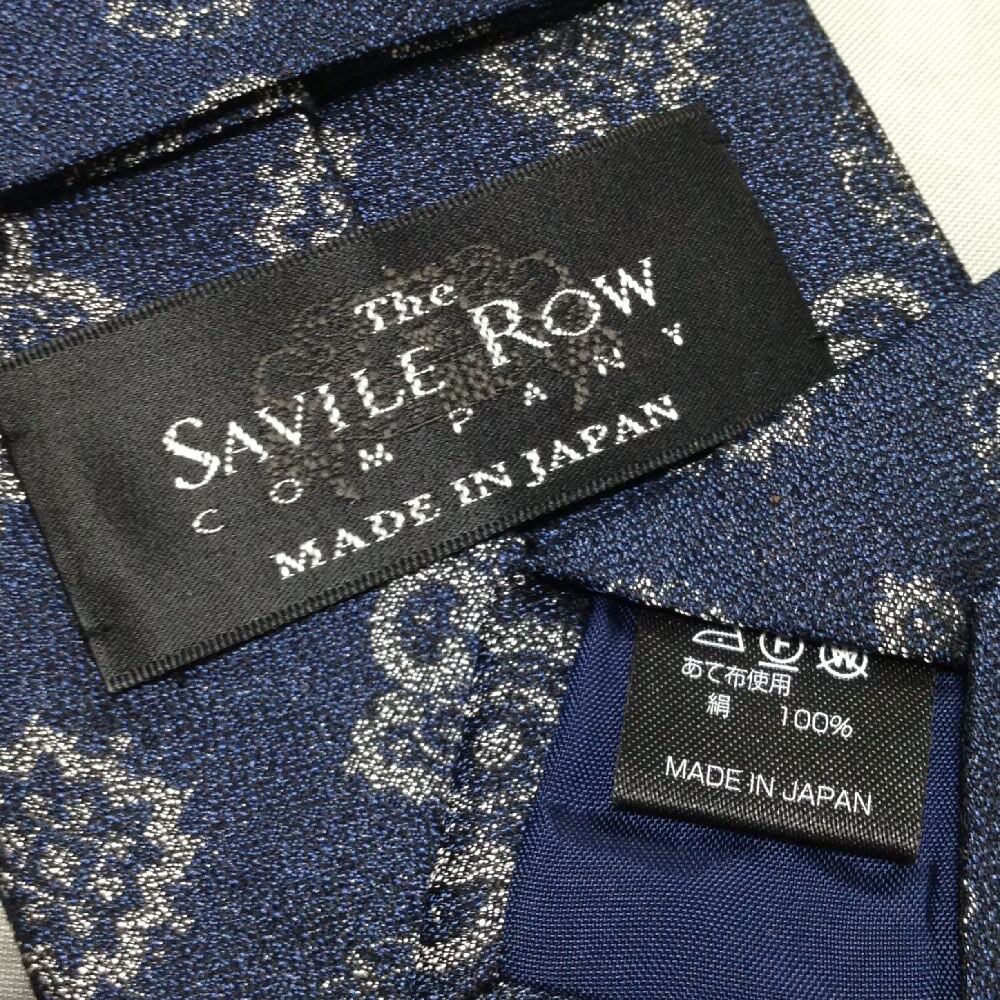 The
SAVILE ROW
COMPANY
MADE IN JAPAN
F W
あて布使用
絹 100%
MADE IN JAPAN